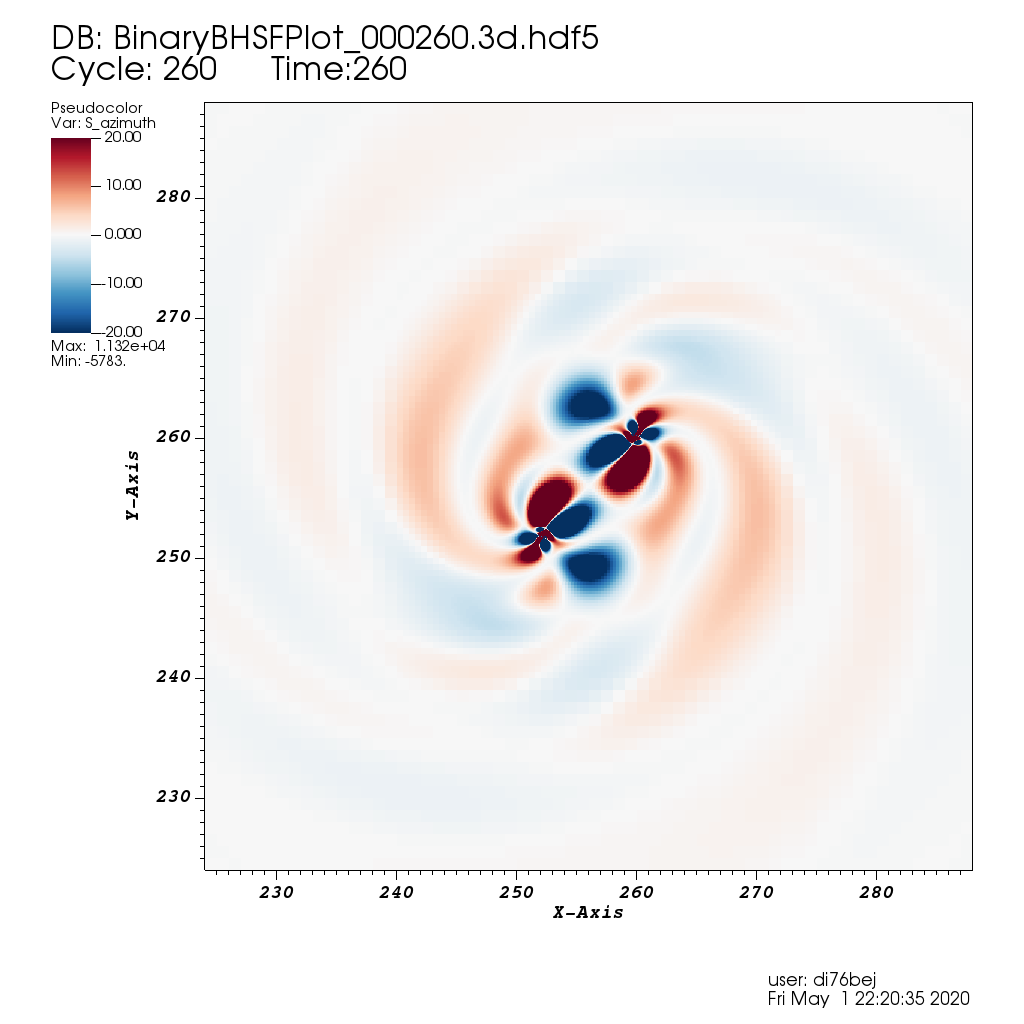 DB: BinaryBHSFPlot_000260.3d.hdf5
Cycle: 260 Time:260
Pseudocolor
Var: S_azimuth
20.00
10.00
0.000
-10.00
-20.00
Max: 1.132e+04
Min: -5783.
280
270
260
250
240
230
Y-Axis
230 240 250 260 270 280
X-Axis
user: di76bej
Fri May 1 22:20:35 2020